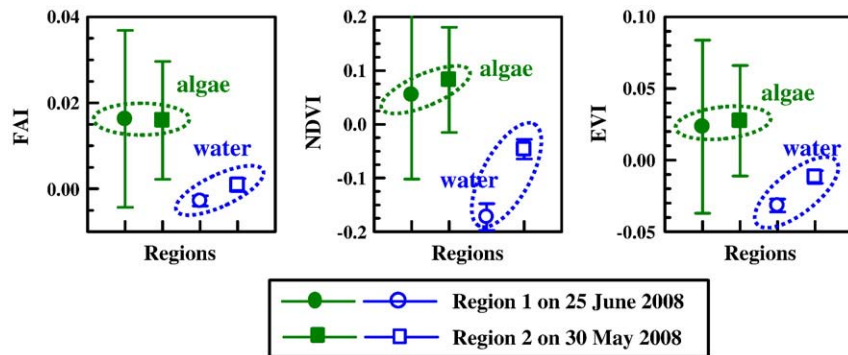 0.04
0.02
0.00
FAI
algae
water
Regions
0.2
0.1
0.0
-0.1
-0.2
NDVI
algae
water
Regions
0.10
0.05
0.00
-0.05
EVI
algae
water
Regions
Region 1 on 25 June 2008
Region 2 on 30 May 2008